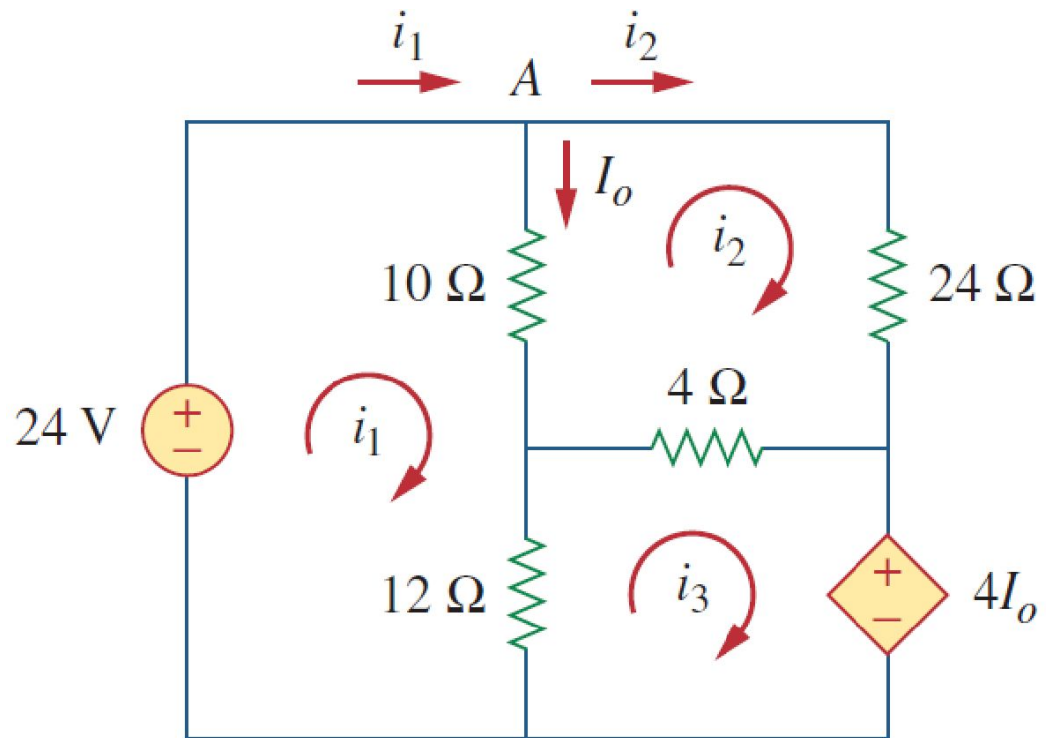 i₁ A i₂
Iₒ
i₂
10 Ω 24 Ω
4 Ω
24 V + − i₁
12 Ω i₃ + − 4Iₒ